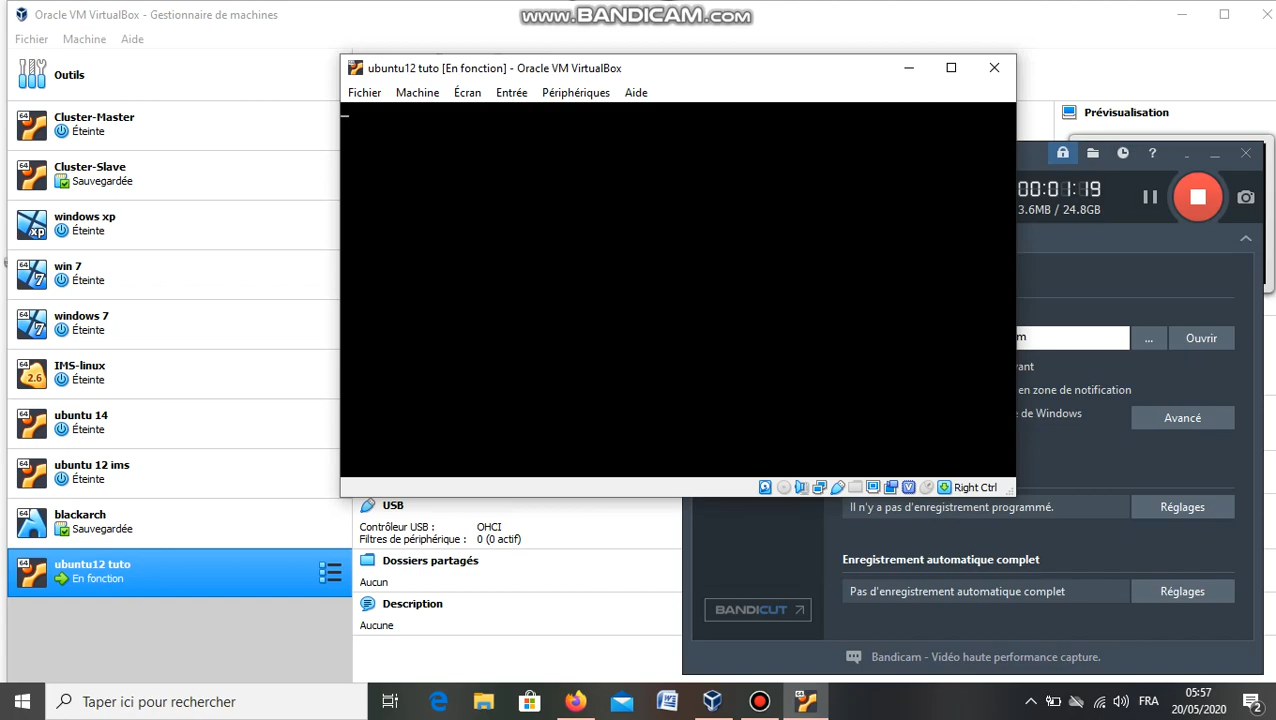 Oracle VM VirtualBox - Gestionnaire de machines
www.BANDICAM.com
Fichier Machine Aide
Outils
Cluster-Master
Éteinte
Cluster-Slave
Sauvegardée
windows xp
Éteinte
win 7
Éteinte
windows 7
Éteinte
IMS-linux
Éteinte
ubuntu 14
Éteinte
ubuntu 12 ims
Éteinte
blackarch
Sauvegardée
ubuntu12 tuto
En fonction
ubuntu12 tuto [En fonction] - Oracle VM VirtualBox
Fichier Machine Écran Entrée Périphériques Aide
Right Ctrl
Prévisualisation
00:01:19
3.6MB / 24.8GB
m
... Ouvrir
vant
en zone de notification
e de Windows
Avancé
Il n'y a pas d'enregistrement programmé. Réglages
Enregistrement automatique complet
Pas d'enregistrement automatique complet Réglages
BANDICUT
Bandicam - Vidéo haute performance capture.
USB
Contrôleur USB : OHCI
Filtres de périphérique : 0 (0 actif)
Dossiers partagés
Aucun
Description
Aucune
Taper ici pour rechercher
FRA
05:57
20/05/2020
2